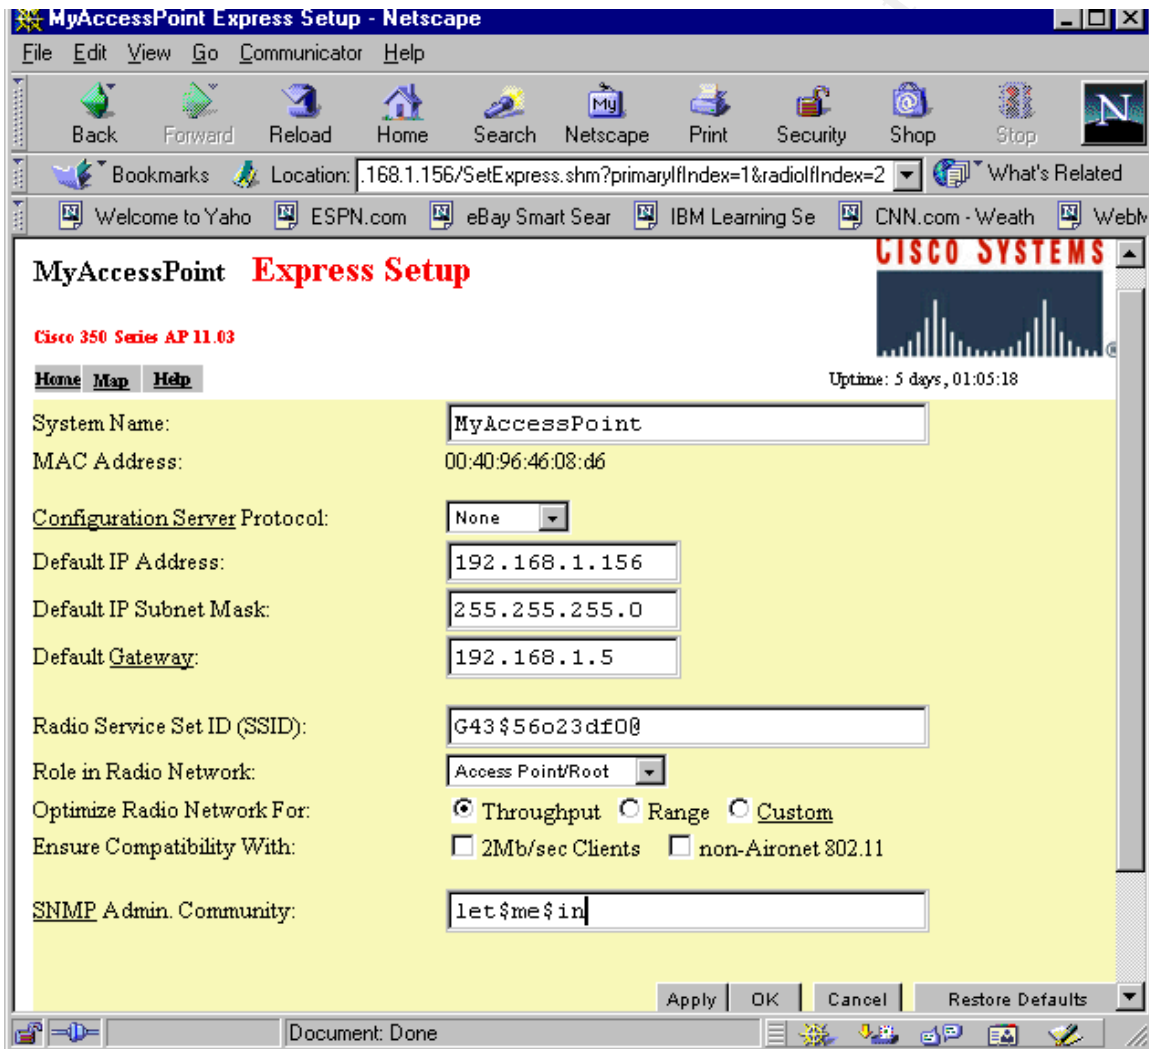 MyAccessPoint Express Setup - Netscape
File Edit View Go Communicator Help
Back Forward Reload Home Search Netscape Print Security Shop Stop
My
N
Bookmarks Location: .168.1.156/SetExpress.shm?primaryIfIndex=1&radioIfIndex=2 What's Related
Welcome to Yaho ESPN.com eBay Smart Sear IBM Learning Se CNN.com - Weath WebM
MyAccessPoint Express Setup
CISCO SYSTEMS
Cisco 350 Series AP 11.03
Home Map Help
Uptime: 5 days, 01:05:18
System Name: MyAccessPoint
MAC Address: 00:40:96:46:08:d6
Configuration Server Protocol: None
Default IP Address: 192.168.1.156
Default IP Subnet Mask: 255.255.255.0
Default Gateway: 192.168.1.5
Radio Service Set ID (SSID): G43$56o23df0@
Role in Radio Network: Access Point/Root
Optimize Radio Network For: Throughput Range Custom
Ensure Compatibility With: 2Mb/sec Clients non-Aironet 802.11
SNMP Admin. Community: let$me$in
Apply OK Cancel Restore Defaults
Document: Done